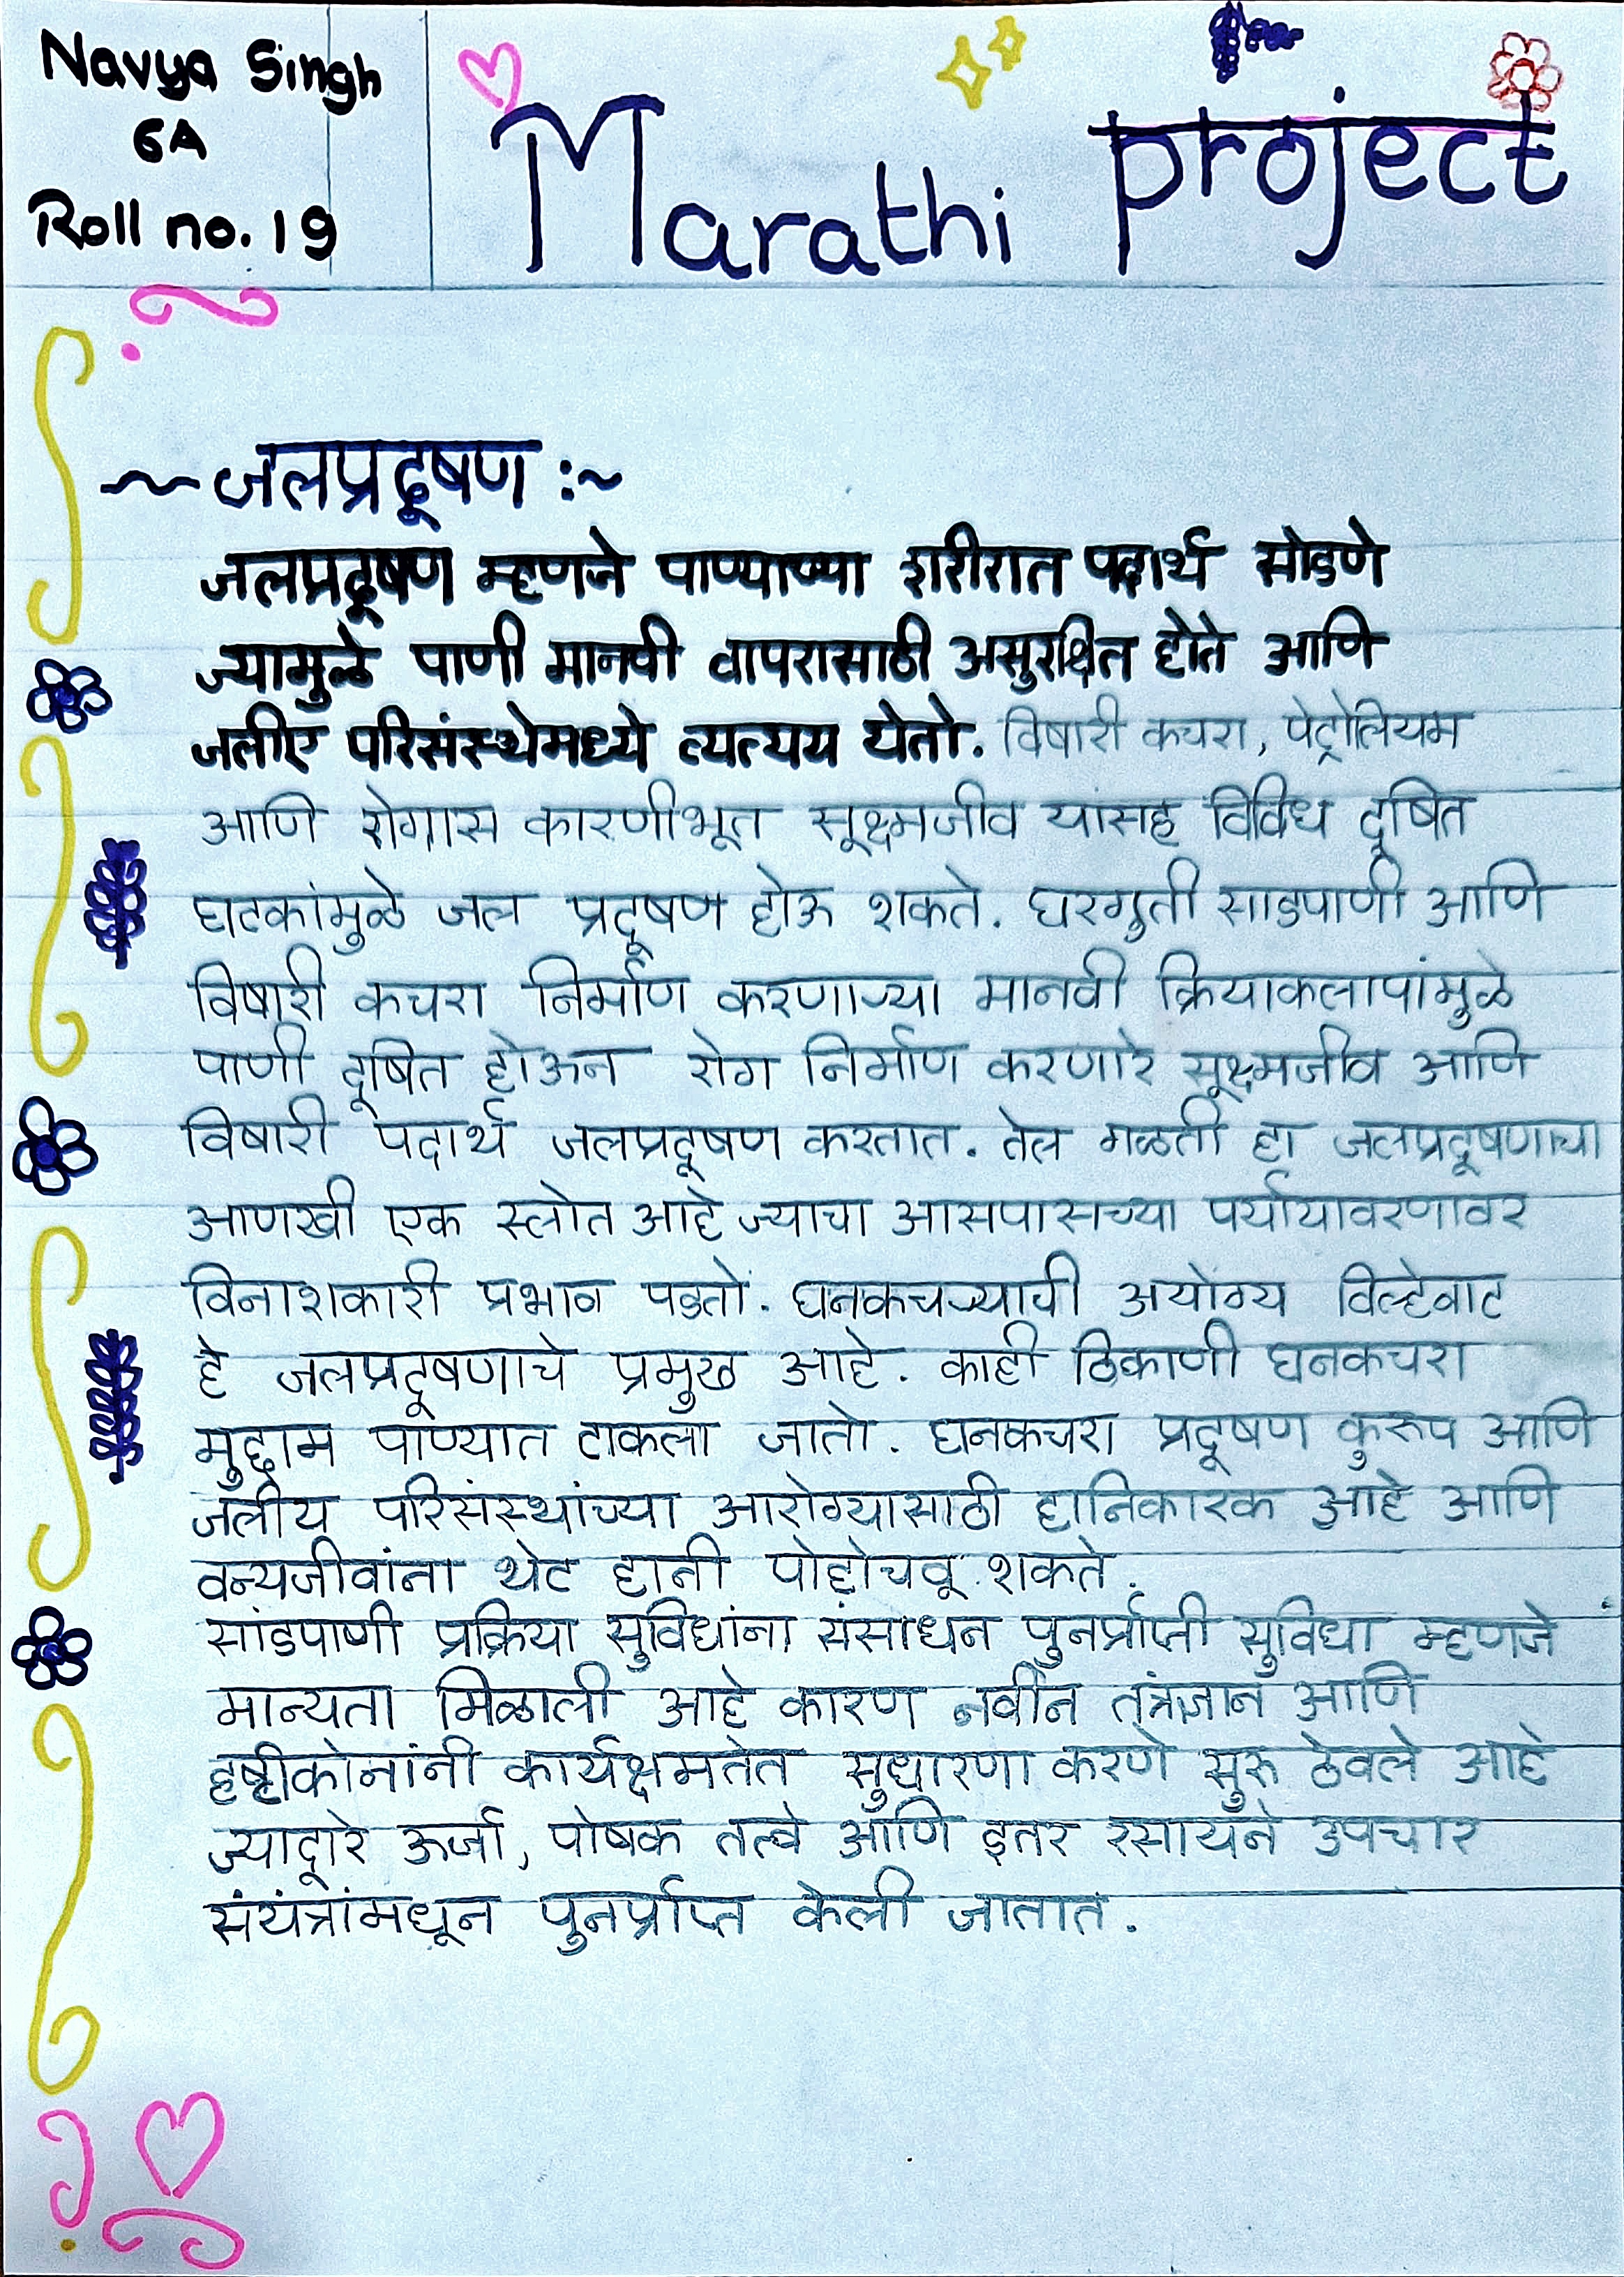 Navya Singh
6A
Roll no. 19
Marathi project
~जलप्रदूषण :~
जलप्रदूषण म्हणजे पाण्याच्या शरीरात पदार्थ सोडणे
ज्यामुळे पाणी मानवी वापरासाठी असुरक्षित होते आणि
जलीए परिसंस्थेमध्ये व्यत्यय येतो. विषारी कचरा, पेट्रोलियम
आणि रोगास कारणीभूत सूक्ष्मजीव यांसह विविध दूषित
घटकांमुळे जल प्रदूषण होऊ शकते. घरगुती साडपाणी आणि
विषारी कचरा निर्माण करणाऱ्या मानवी क्रियाकलापांमुळे
पाणी दूषित होऊन रोग निर्माण करणारे सूक्ष्मजीव आणि
विषारी पदार्थ जलप्रदूषण करतात. तेल गळती हा जलप्रदूषणाचा
आणखी एक स्त्रोत आहे ज्याचा आसपासच्या पर्यायावरणावर
विनाशकारी प्रभाव पडतो. घनकचऱ्याची अयोग्य विल्हेवाट
हे जलप्रदूषणाचे प्रमुख आहे. काही ठिकाणी घनकचरा
मुद्दाम पाण्यात टाकला जातो. घनकचरा प्रदूषण कुरूप आणि
जलीय परिसंस्थांच्या आरोग्यासाठी हानिकारक आहे आणि
वन्यजीवांना थेट हानी पोहोचवू शकते.
सांडपाणी प्रक्रिया सुविधांना संसाधन पुनर्प्राप्ती सुविधा म्हणजे
मान्यता मिळाली आहे कारण नवीन तंत्रज्ञान आणि
दृष्टीकोनांनी कार्यक्षमतेत सुधारणा करणे सुरु ठेवले आहे
ज्याद्वारे ऊर्जा, पोषक तत्वे आणि इतर रसायने उपचार
संयंत्रांमधून पुनर्प्राप्त केली जातात.